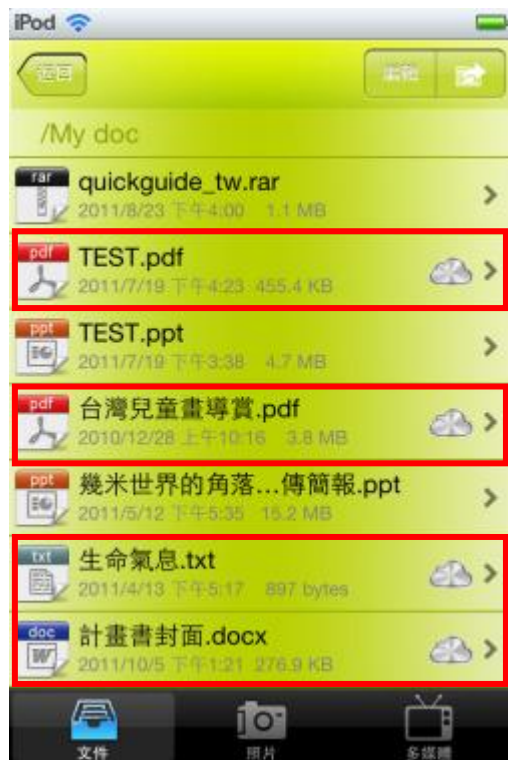 iPod
返回
編輯
/My doc
rar
quickguide_tw.rar
2011/8/23 下午4:00 1.1 MB
pdf
TEST.pdf
2011/7/19 下午4:23 455.4 KB
ppt
TEST.ppt
2011/7/19 下午3:38 4.7 MB
pdf
台灣兒童畫導賞.pdf
2010/12/28 上午10:16 3.8 MB
ppt
幾米世界的角落...傳簡報.ppt
2011/5/12 下午5:35 15.2 MB
txt
生命氣息.txt
2011/4/13 下午5:17 897 bytes
doc
計畫書封面.docx
2011/10/5 下午1:21 276.9 KB
文件 照片 多媒體